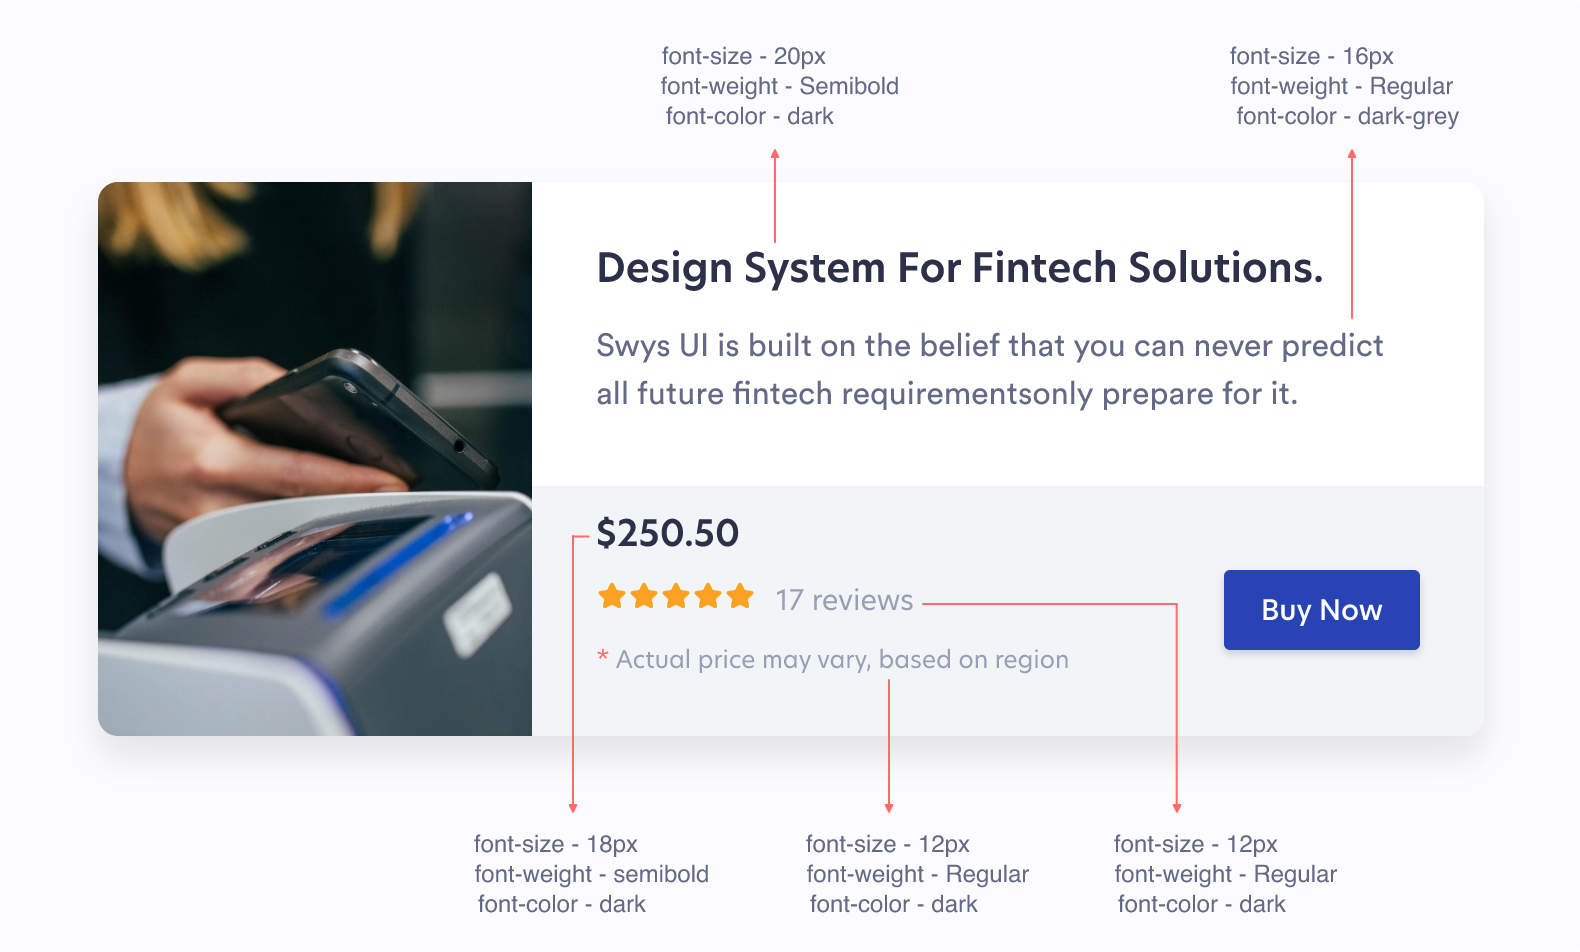 font-size - 20px
font-weight - Semibold
font-color - dark
font-size - 16px
font-weight - Regular
font-color - dark-grey
Design System For Fintech Solutions.
Swys UI is built on the belief that you can never predict
all future fintech requirementsonly prepare for it.
$250.50
17 reviews
* Actual price may vary, based on region
Buy Now
font-size - 18px
font-weight - semibold
font-color - dark
font-size - 12px
font-weight - Regular
font-color - dark
font-size - 12px
font-weight - Regular
font-color - dark